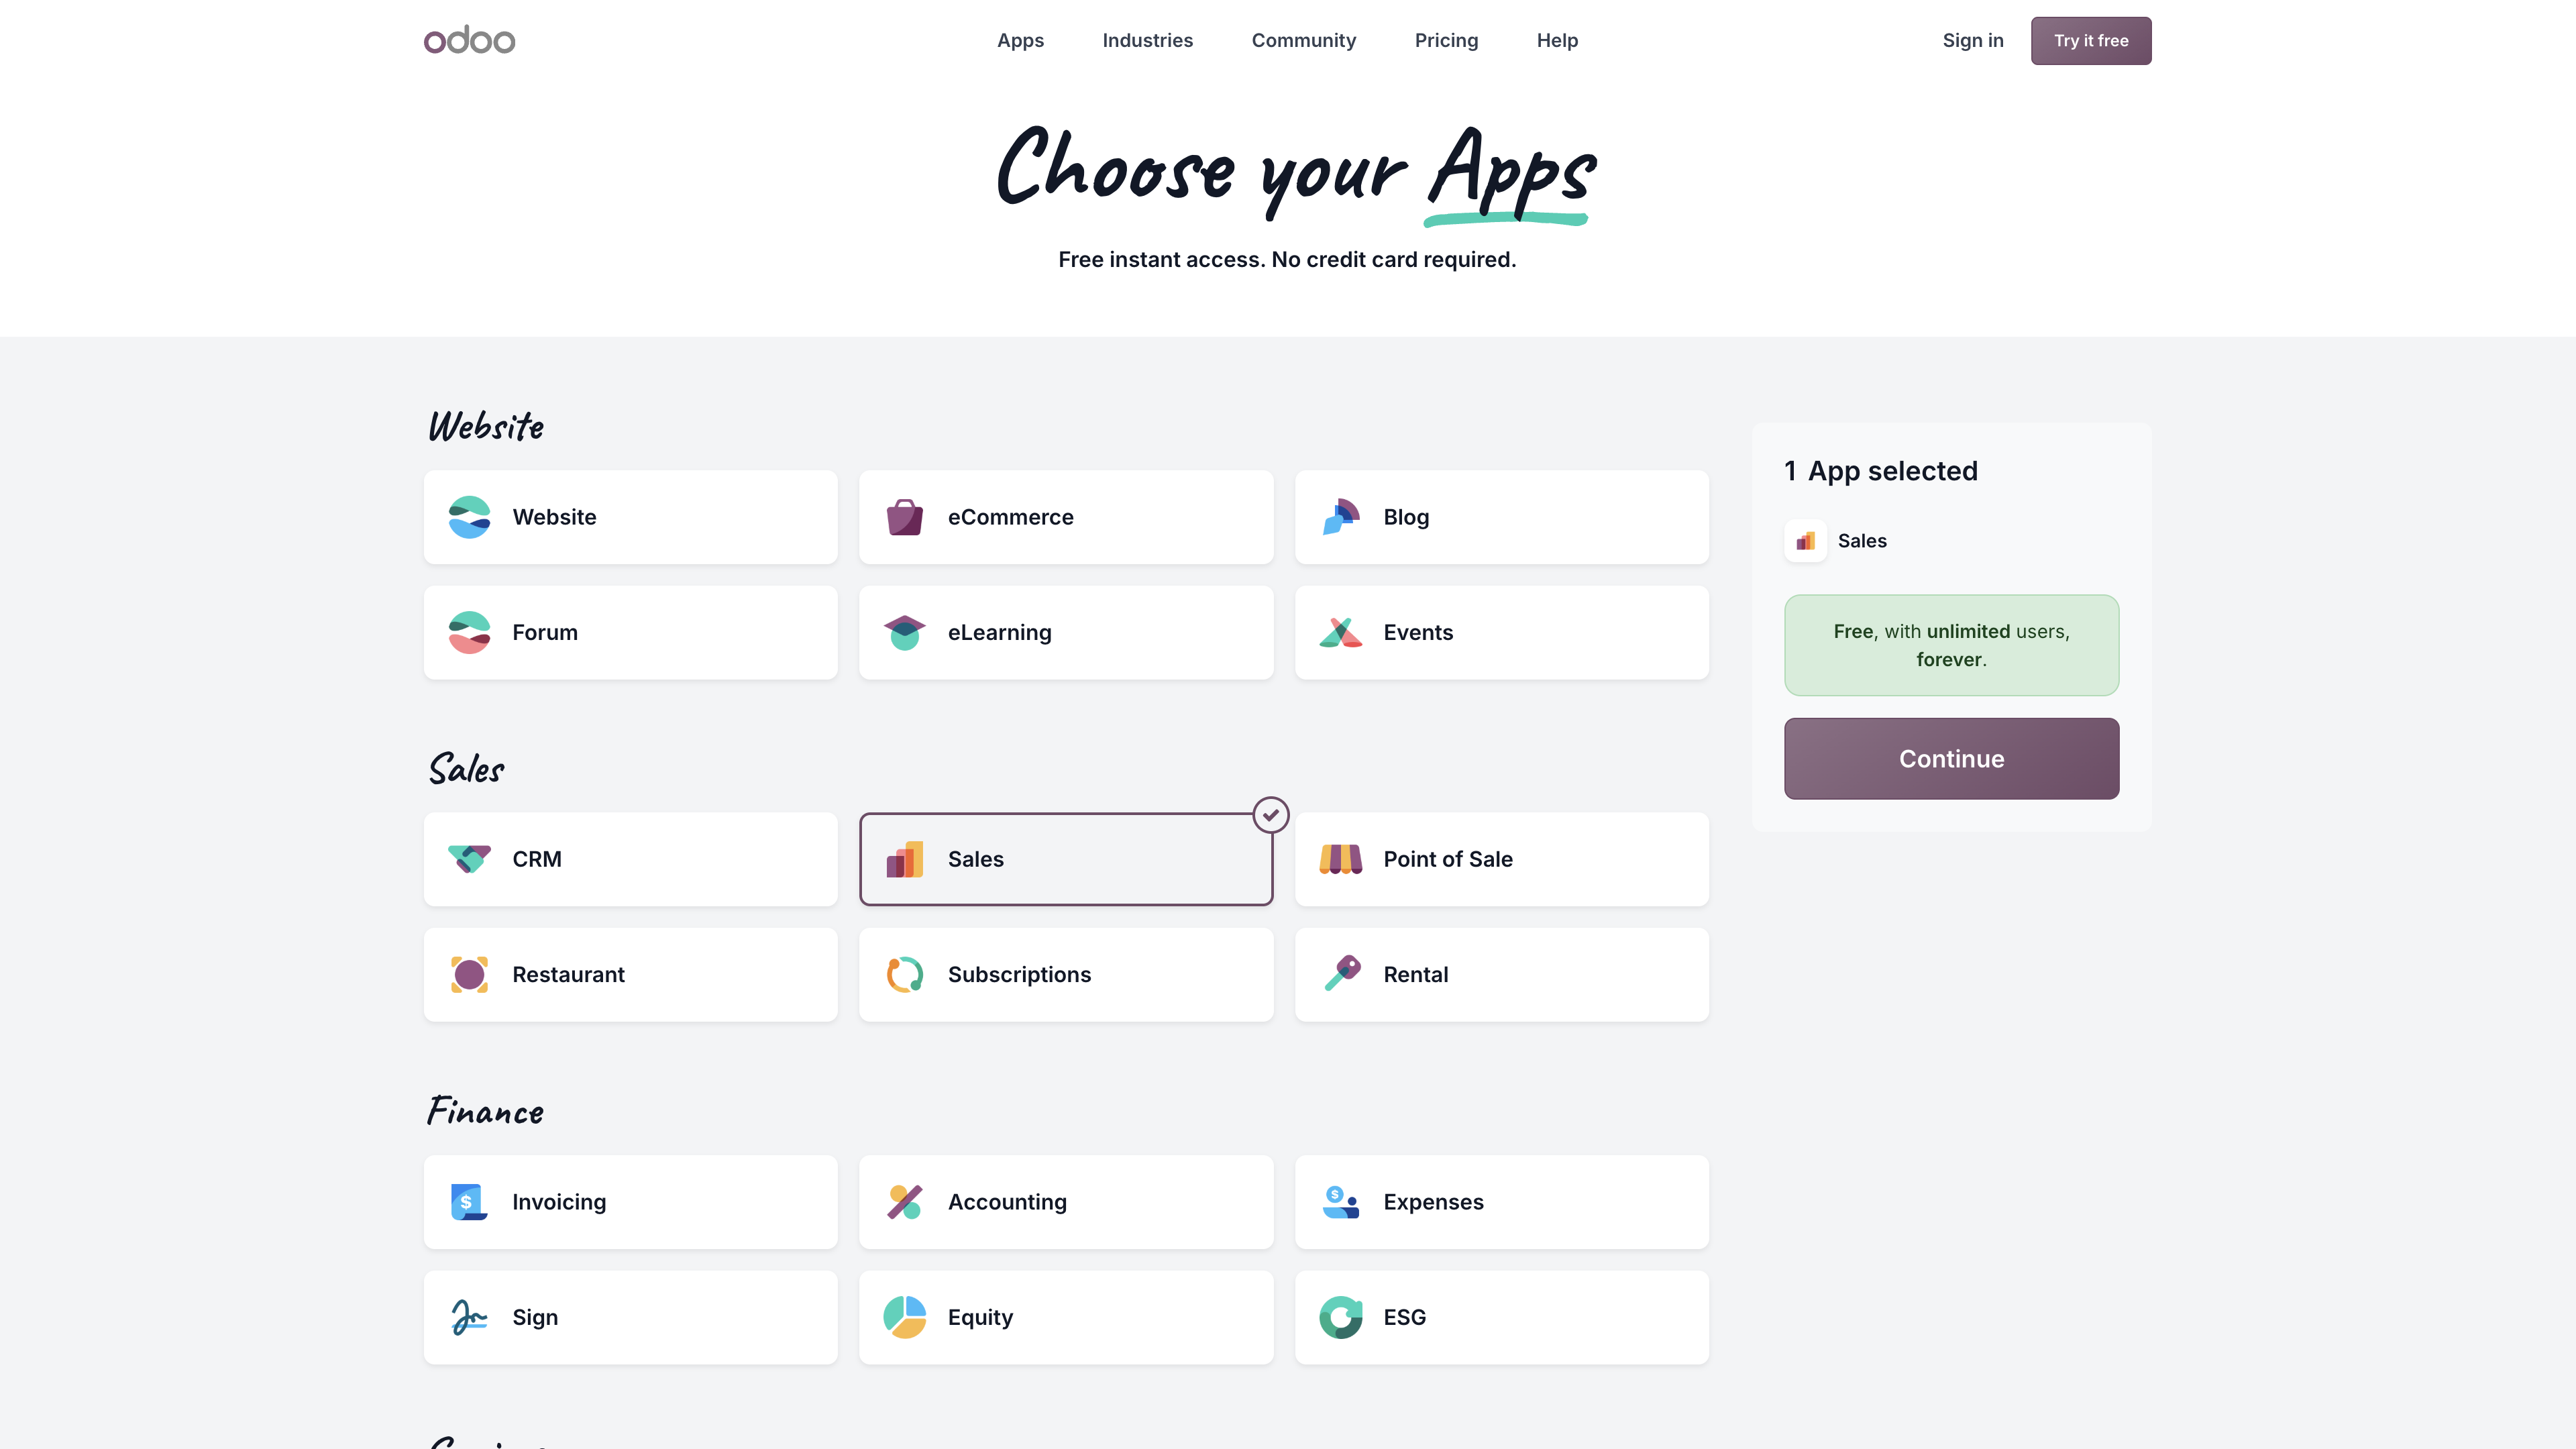 odoo
Apps Industries Community Pricing Help
Sign in Try it free
Choose your Apps
Free instant access. No credit card required.
Website
Website eCommerce Blog
Forum eLearning Events
1 App selected
Sales
Free, with unlimited users,
forever.
Continue
Sales
CRM Sales Point of Sale
Restaurant Subscriptions Rental
Finance
Invoicing Accounting Expenses
Sign Equity ESG